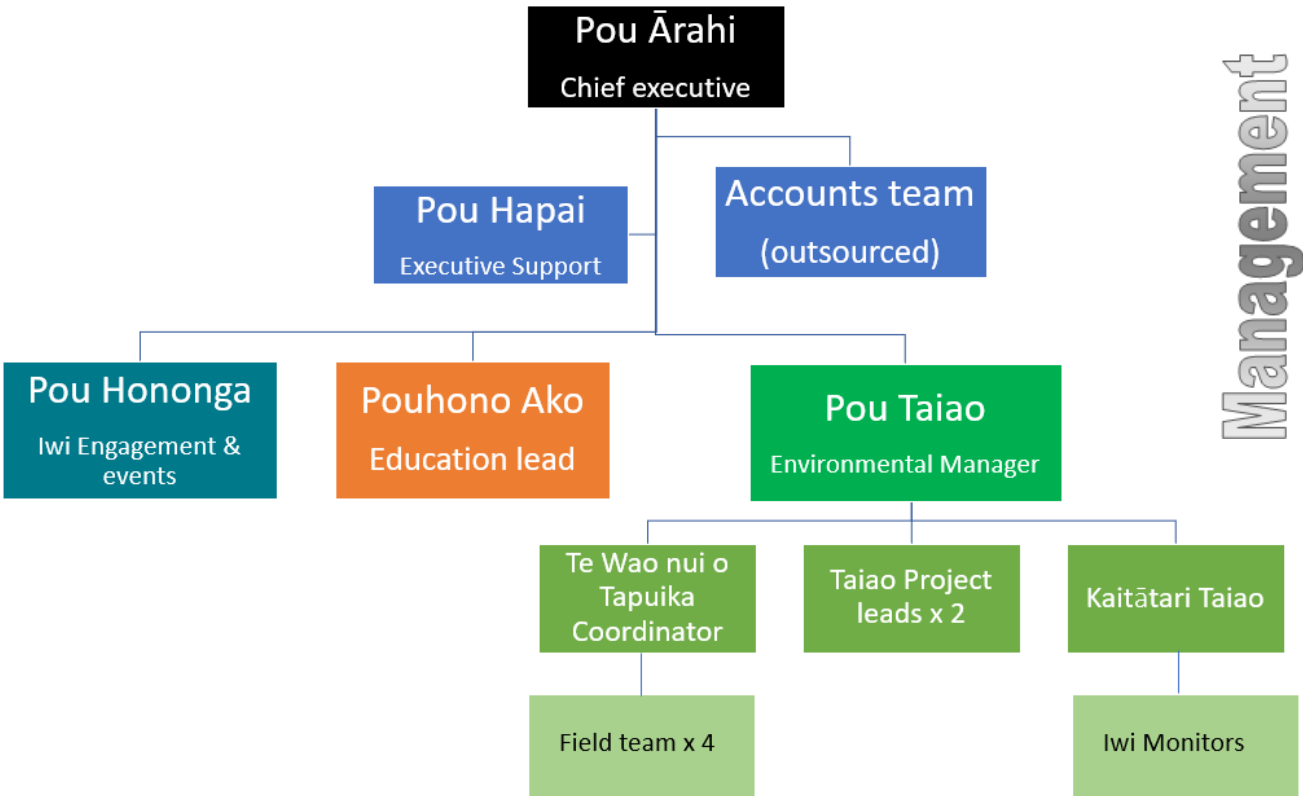 Pou Ārahi
Chief executive
Management
Pou Hapai
Executive Support
Accounts team
(outsourced)
Pou Hononga
Iwi Engagement &
events
Pouhono Ako
Education lead
Pou Taiao
Environmental Manager
Te Wao nui o
Tapuika
Coordinator
Taiao Project
leads x 2
Kaitātari Taiao
Field team x 4
Iwi Monitors